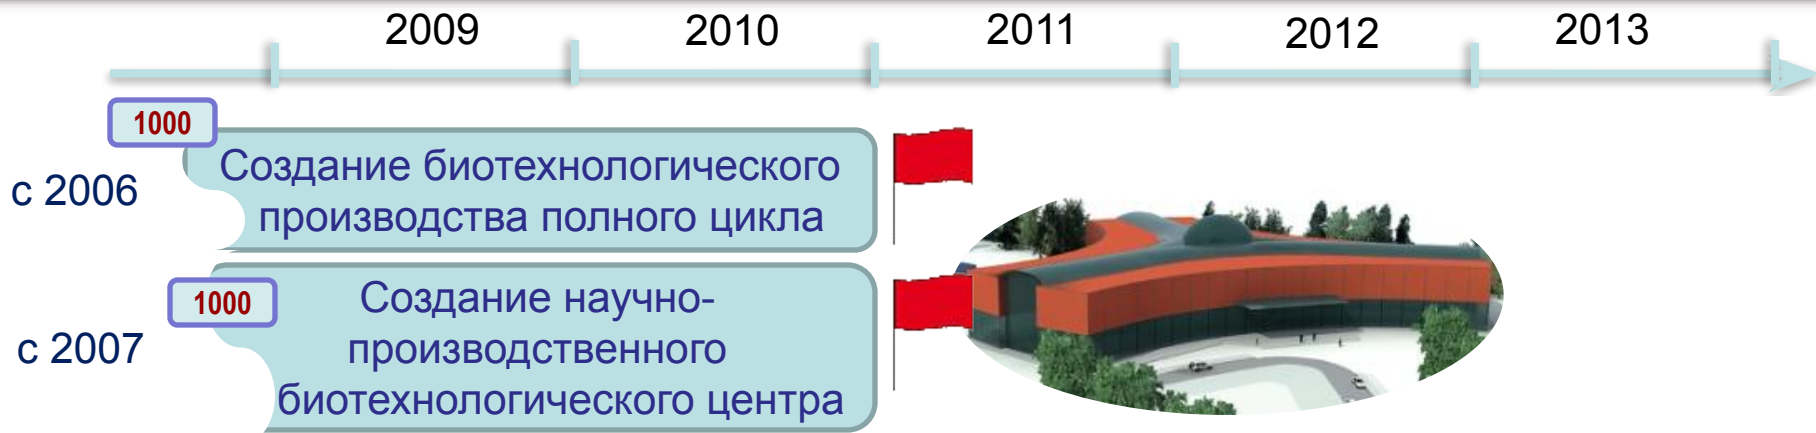 2009 2010 2011 2012 2013
1000
с 2006
Создание биотехнологического
производства полного цикла
1000
с 2007
Создание научно-
производственного
биотехнологического центра